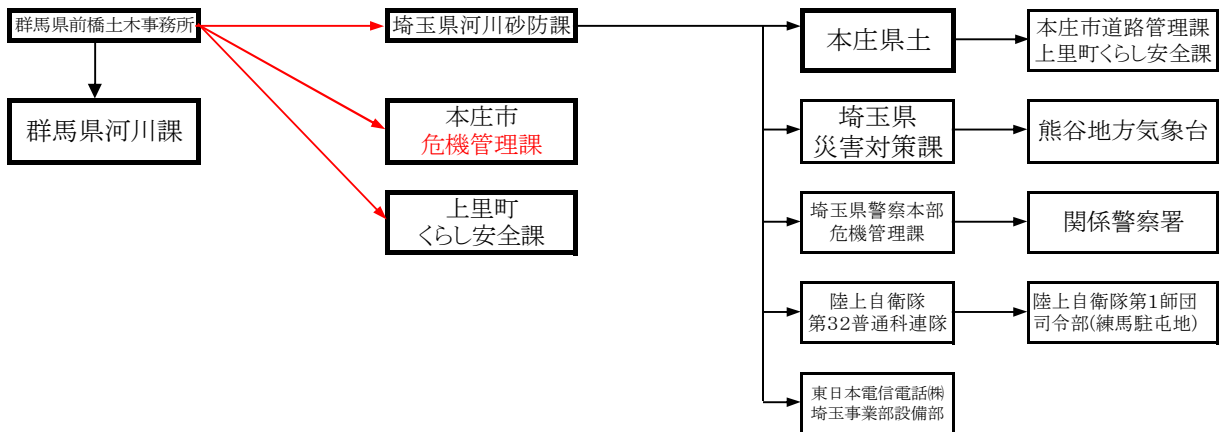 群馬県前橋土木事務所
埼玉県河川砂防課
本庄県土
本庄市道路管理課
上里町くらし安全課
群馬県河川課
本庄市
危機管理課
埼玉県
災害対策課
熊谷地方気象台
上里町
くらし安全課
埼玉県警察本部
危機管理課
関係警察署
陸上自衛隊
第32普通科連隊
陸上自衛隊第1師団
司令部(練馬駐屯地)
東日本電信電話㈱
埼玉事業部設備部